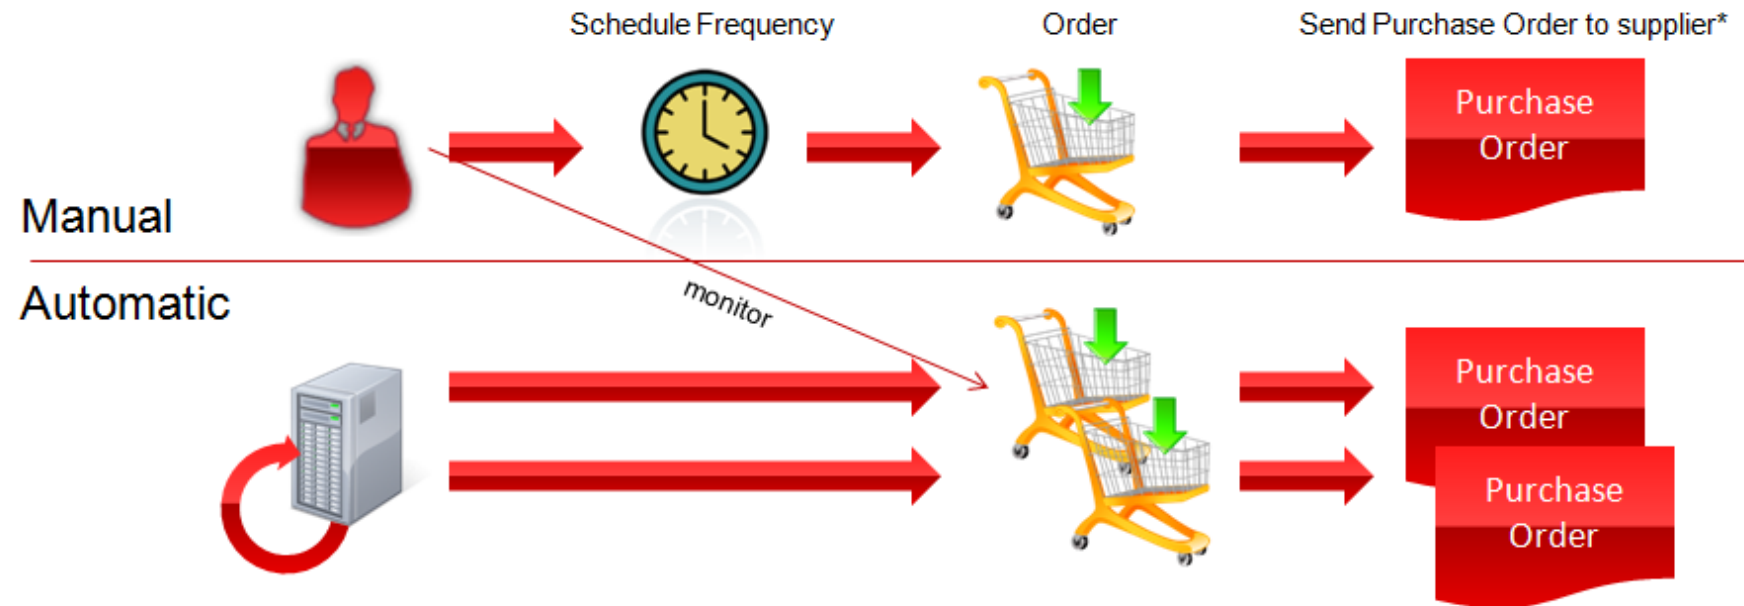 Schedule Frequency
Order
Send Purchase Order to supplier*
Purchase
Order
Manual
Automatic
monitor
Purchase
Order
Purchase
Order